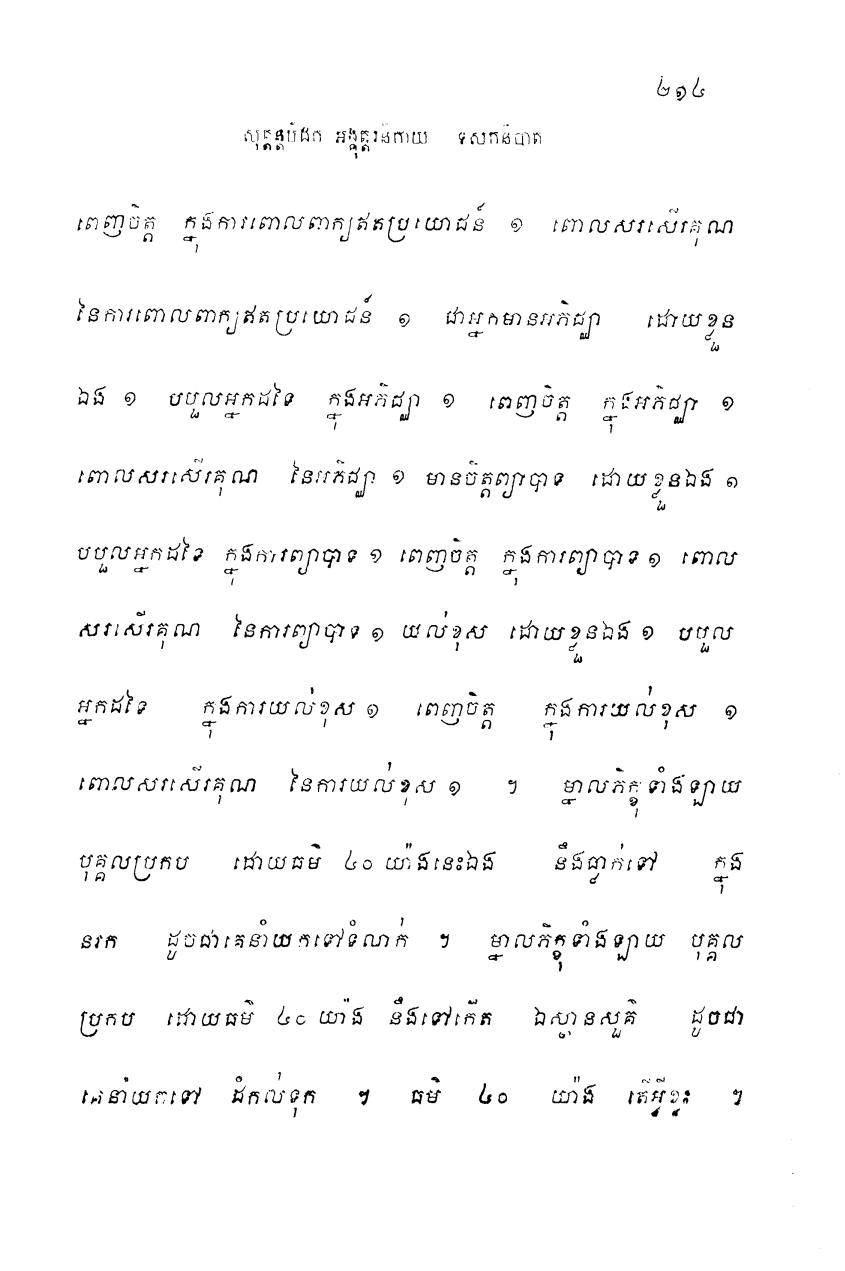 ២១៤
សុត្តន្តបិដក អង្គុត្តរនិកាយ ទសកនិបាត
ពេញចិត្ត ក្នុងការពោលពាក្យឥតប្រយោជន៍ ១ ពោលសរសើរគុណ
នៃការពោលពាក្យឥតប្រយោជន៍ ១ ជាអ្នកមានអភិជ្ឈា ដោយខ្លួន
ឯង ១ បបួលអ្នកដទៃ ក្នុងអភិជ្ឈា ១ ពេញចិត្ត ក្នុងអភិជ្ឈា ១
ពោលសរសើរគុណ នៃអភិជ្ឈា ១ មានចិត្តព្យាបាទ ដោយខ្លួនឯង ១
បបួលអ្នកដទៃ ក្នុងការព្យាបាទ ១ ពេញចិត្ត ក្នុងការព្យាបាទ ១ ពោល
សរសើរគុណ នៃការព្យាបាទ ១ យល់ខុស ដោយខ្លួនឯង ១ បបួល
អ្នកដទៃ ក្នុងការយល់ខុស ១ ពេញចិត្ត ក្នុងការយល់ខុស ១
ពោលសរសើរគុណ នៃការយល់ខុស ១ ។ ម្នាលភិក្ខុទាំងឡាយ
បុគ្គលប្រកប ដោយធម៌ ៤០ យ៉ាងនេះឯង នឹងធ្លាក់ទៅ ក្នុង
នរក ដូចជាគេនាំយកទៅទំលាក់ ។ ម្នាលភិក្ខុទាំងឡាយ បុគ្គល
ប្រកប ដោយធម៌ ៤០ យ៉ាង នឹងទៅកើត ឯស្ថានសួគ៌ ដូចជា
គេនាំយកទៅ ដំកល់ទុក ។ ធម៌ ៤០ យ៉ាង តើអ្វីខ្លះ ។